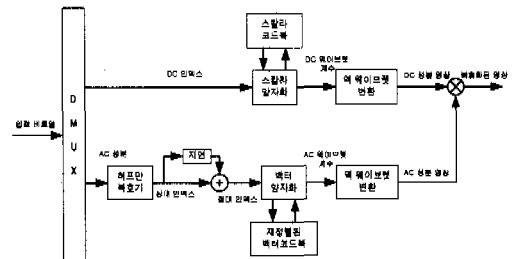 스칼라
코드북
DC 인덱스
스칼라
양자화
DC 웨이브렛
계수
역 웨이브렛
변환
DC 성분 영상
복원된 영상
D
M
U
X
입력 비트열
AC 성분
허프만
복호기
지연
상대 인덱스
+
절대 인덱스
벡터
양자화
AC 웨이브렛
계수
역 웨이브렛
변환
AC 성분 영상
재정렬된
벡터코드북